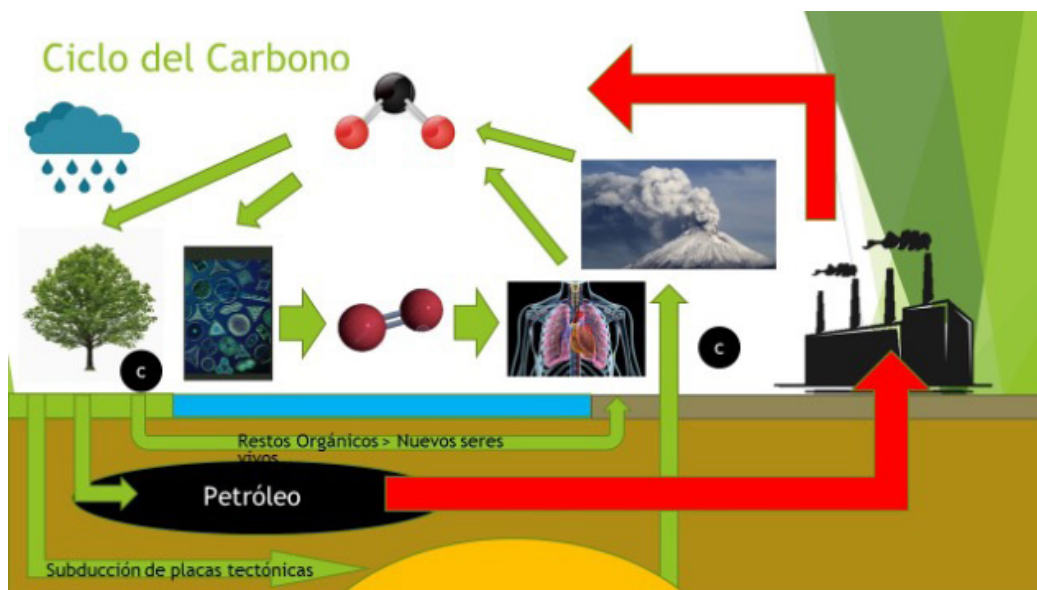 Ciclo del Carbono
C
C
Restos Orgánicos > Nuevos seres
vivos
Petróleo
Subducción de placas tectónicas